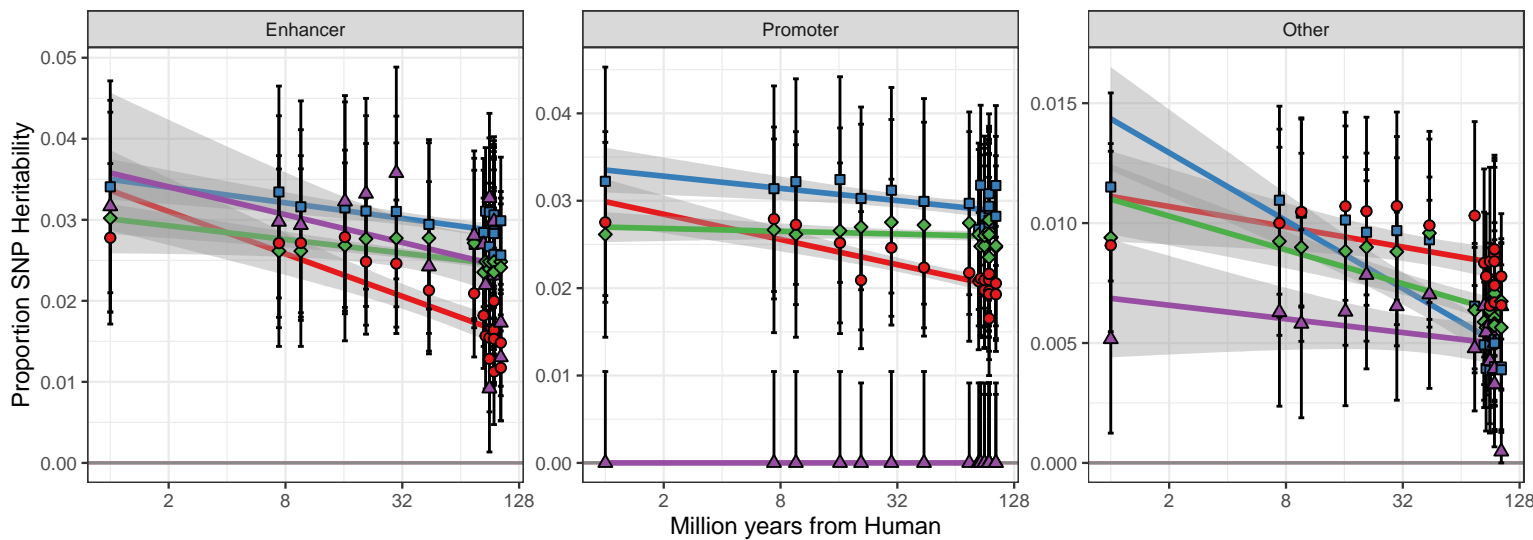 Enhancer
Promoter
Other
Proportion SNP Heritability
0.05
0.04
0.03
0.02
0.01
0.00
0.04
0.03
0.02
0.01
0.00
0.015
0.010
0.005
0.000
2 8 32 128
2 8 32 128
2 8 32 128
Million years from Human